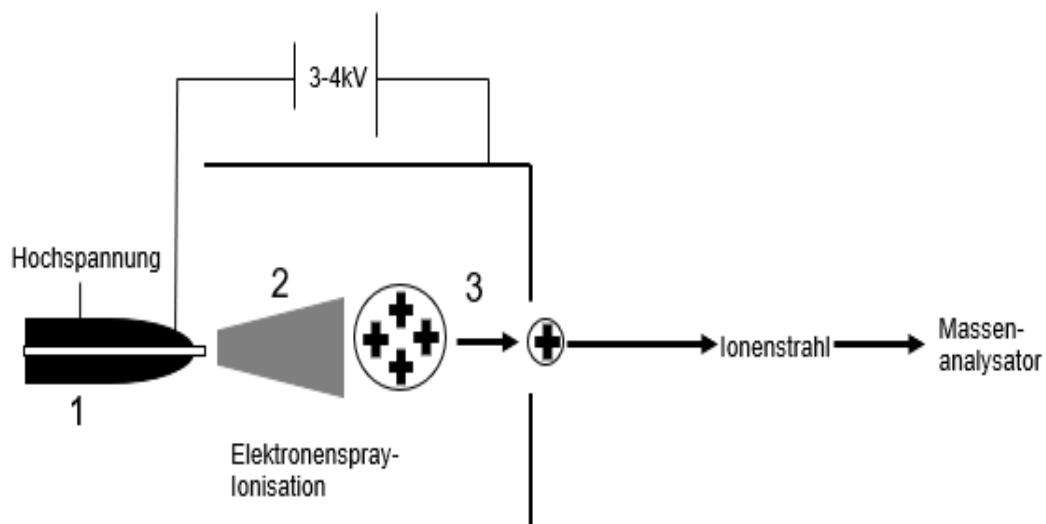 3-4kV
Hochspannung
2
3
1
Ionenstrahl
Massen-
analysator
Elektronenspray-
Ionisation